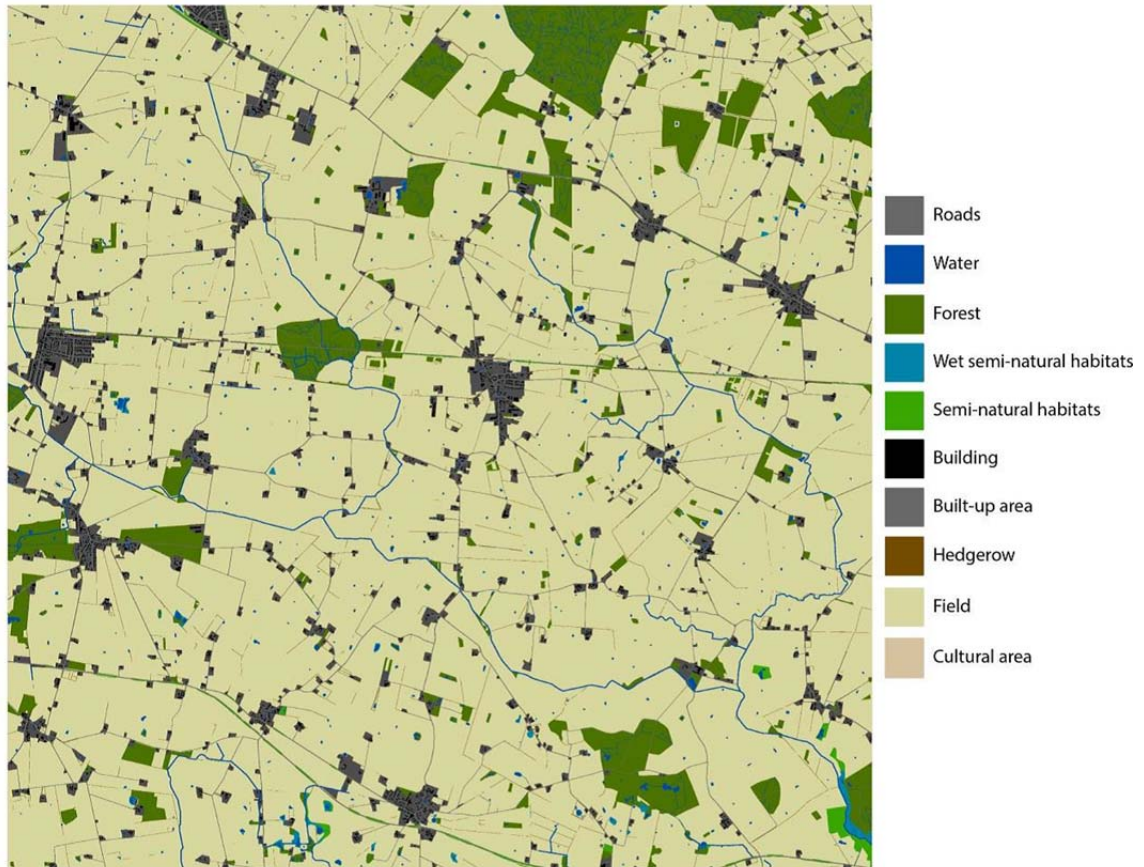 Roads
Water
Forest
Wet semi-natural habitats
Semi-natural habitats
Building
Built-up area
Hedgerow
Field
Cultural area